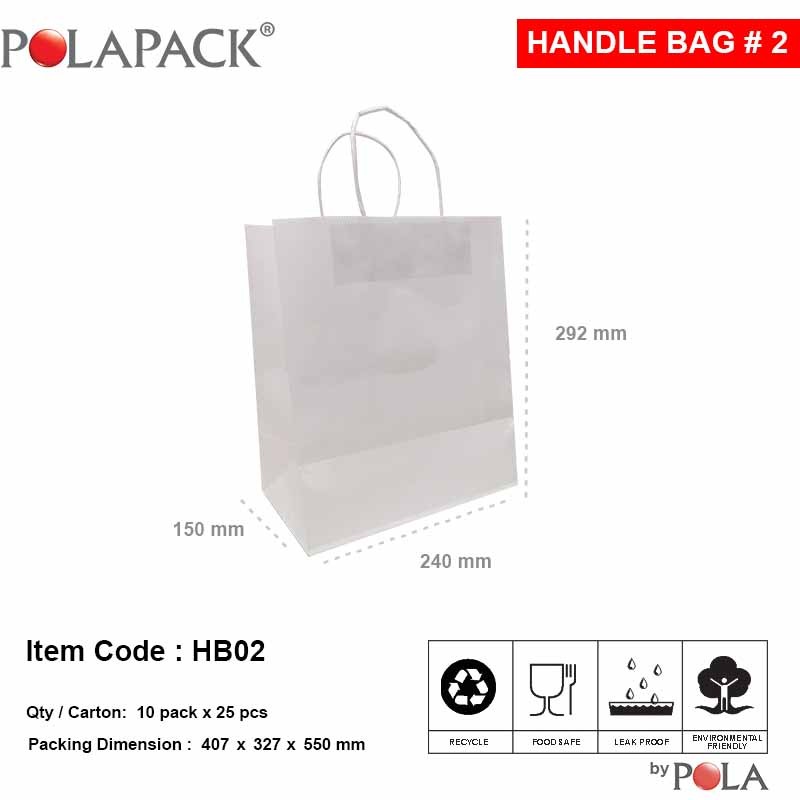 POLAPACK®
HANDLE BAG # 2
292 mm
150 mm
240 mm
Item Code : HB02
Qty / Carton: 10 pack x 25 pcs
Packing Dimension : 407 x 327 x 550 mm
RECYCLE
FOOD SAFE
LEAK PROOF
ENVIRONMENTAL
FRIENDLY
by POLA